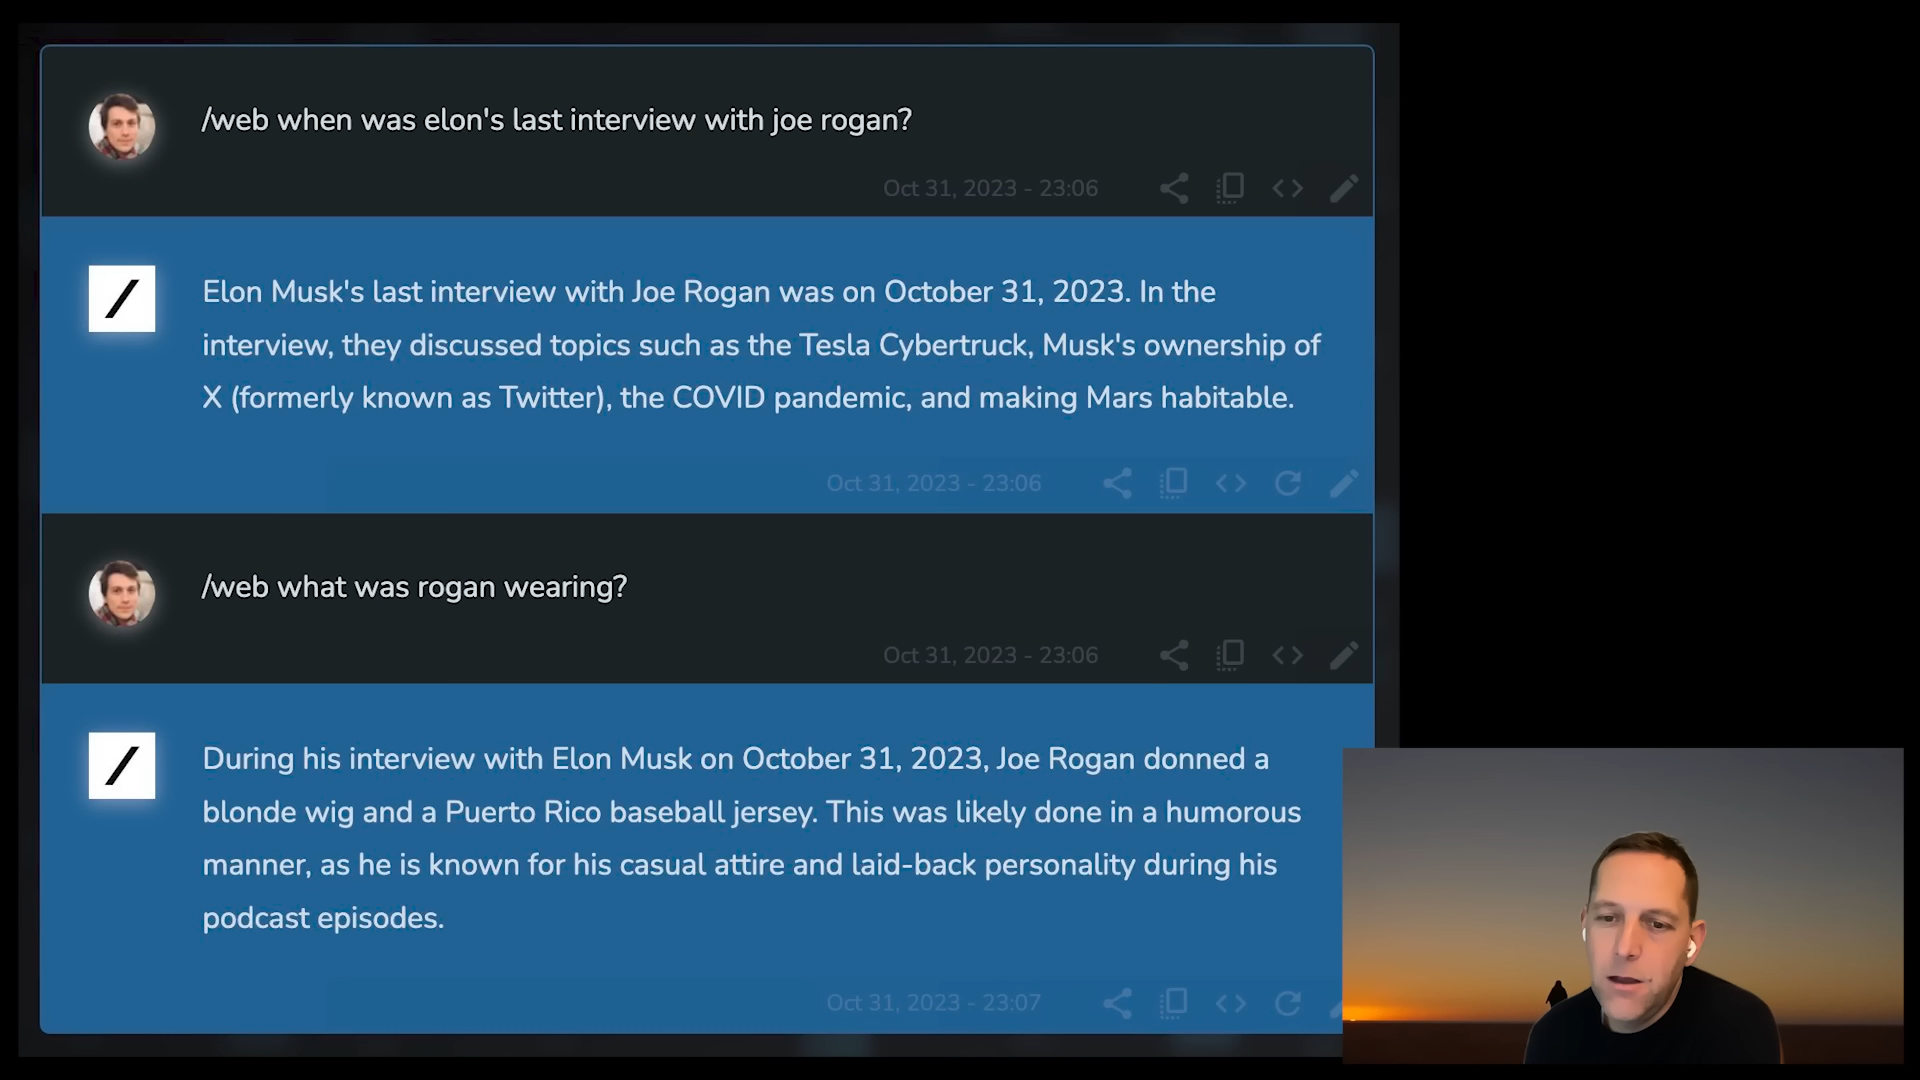 /web when was elon's last interview with joe rogan?
Oct 31, 2023 - 23:06
Elon Musk's last interview with Joe Rogan was on October 31, 2023. In the
interview, they discussed topics such as the Tesla Cybertruck, Musk's ownership of
X (formerly known as Twitter), the COVID pandemic, and making Mars habitable.
Oct 31, 2023 - 23:06
/web what was rogan wearing?
Oct 31, 2023 - 23:06
During his interview with Elon Musk on October 31, 2023, Joe Rogan donned a
blonde wig and a Puerto Rico baseball jersey. This was likely done in a humorous
manner, as he is known for his casual attire and laid-back personality during his
podcast episodes.
Oct 31, 2023 - 23:07